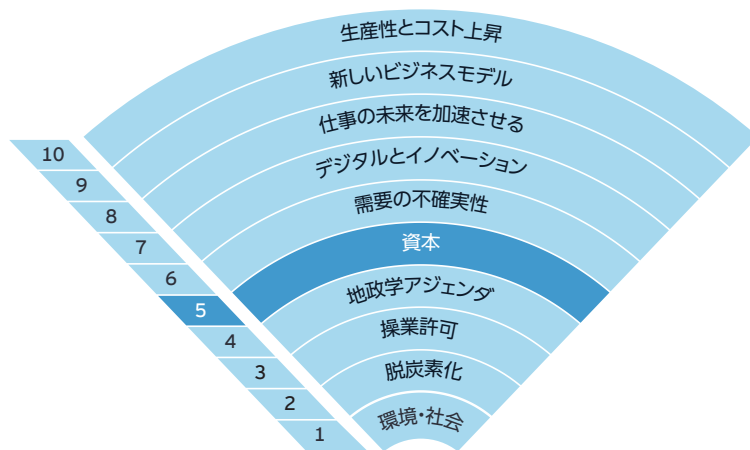 生産性とコスト上昇
新しいビジネスモデル
仕事の未来を加速させる
デジタルとイノベーション
需要の不確実性
資本
地政学アジェンダ
操業許可
脱炭素化
環境・社会
10
9
8
7
6
5
4
3
2
1